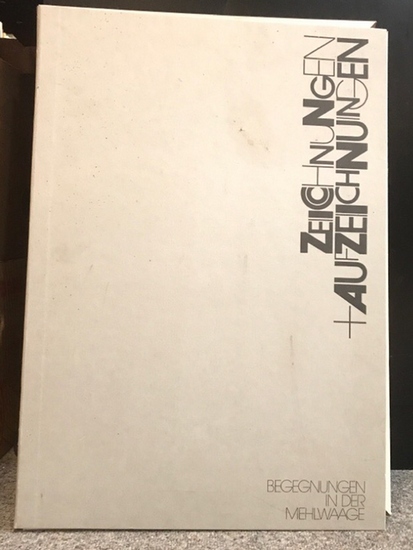 ZEICHNUNGEN
+AUFZEICHNUNGEN
BEGEGNUNGEN
IN DER
MEHLWAAGE